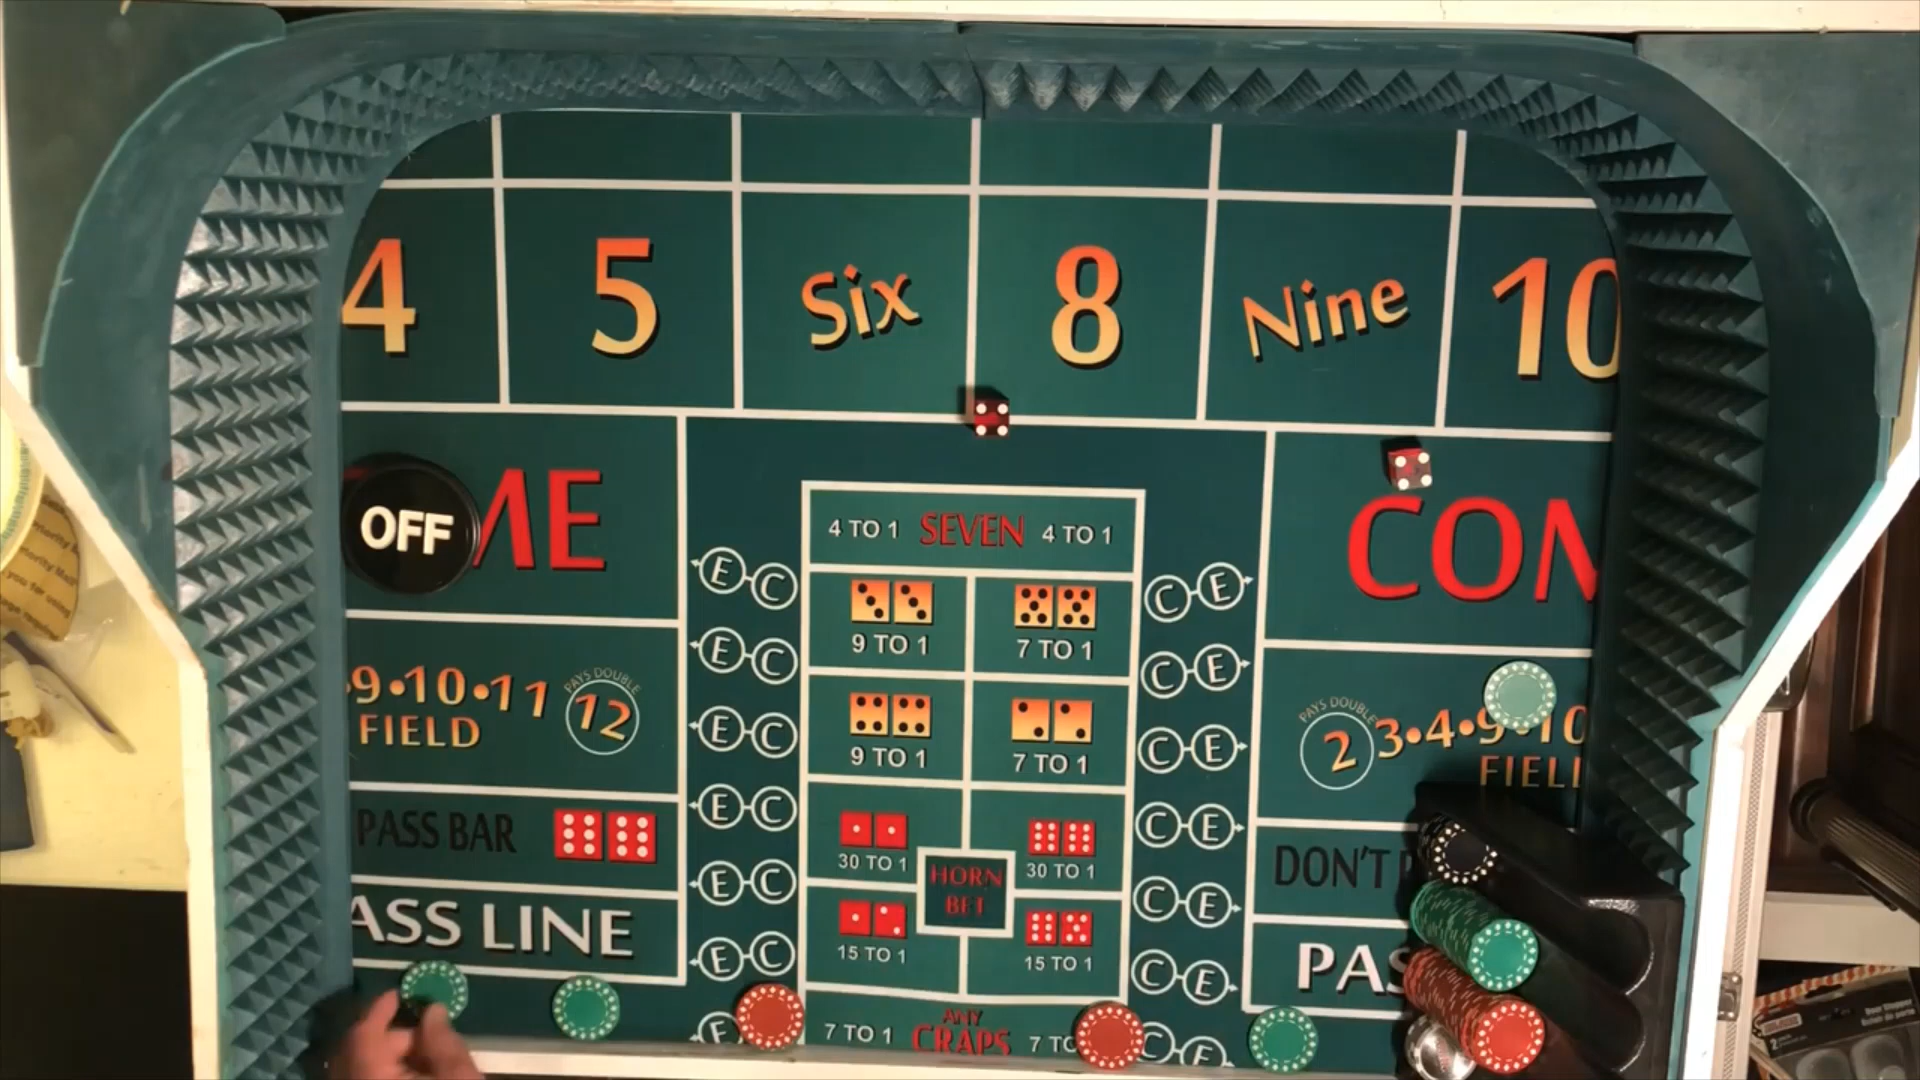 4 5 Six 8 Nine 10
OFF
ME
COM
4 TO 1 SEVEN 4 TO 1
9 TO 1 7 TO 1
9 TO 1 7 TO 1
30 TO 1 30 TO 1
HORN
BET
15 TO 1 15 TO 1
ANY
7 TO 1 CRAPS 7 TO
E C C E
E C C E
E C C E
E C C E
E C C E
E C C E
E C E
PAYS DOUBLE
9•10•11 12
FIELD
PASS BAR
ASS LINE
PAYS DOUBLE
2 3•4•9•10
FIEL
DON'T P
PAS